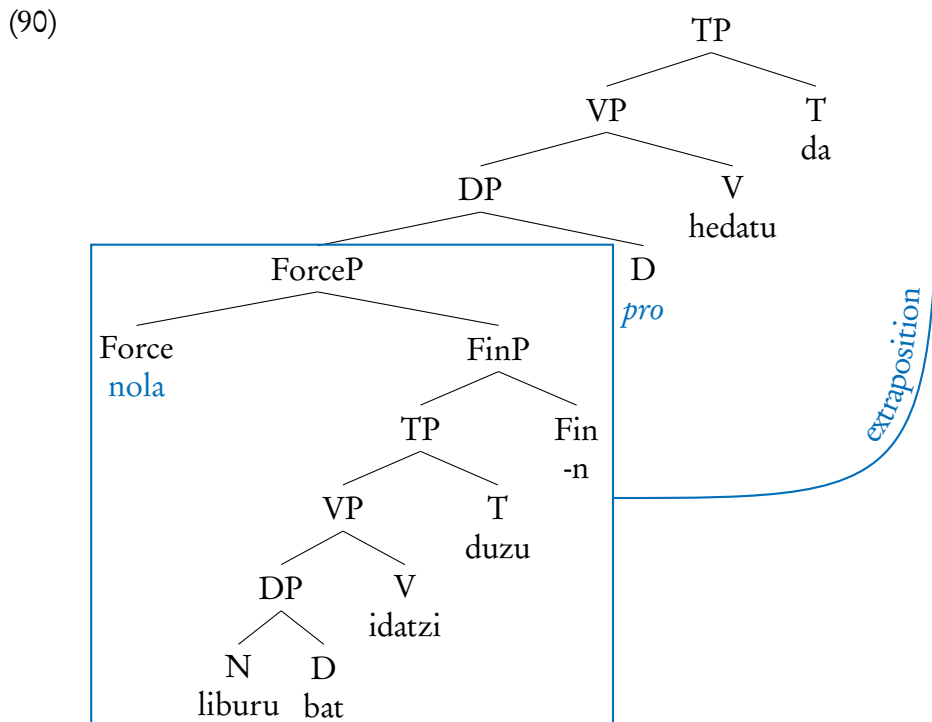 (90)
TP
VP T
da
DP V
hedatu
ForceP D
pro
Force FinP
nola
TP Fin
-n
VP T
duzu
DP V
idatzi
N D
liburu bat
extraposition